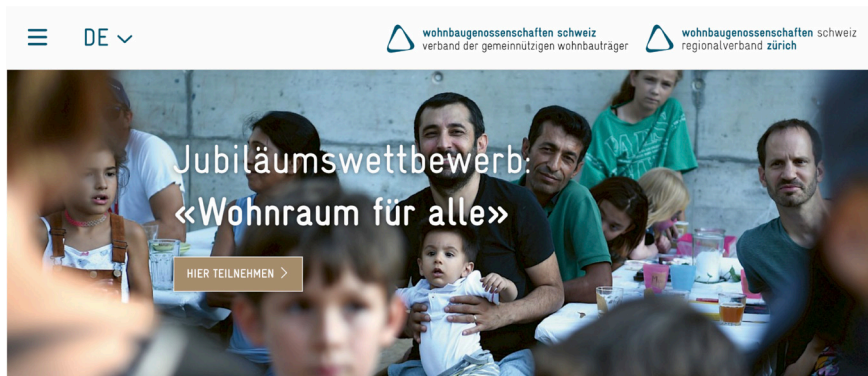 DE
wohnbaugenossenschaften schweiz
verband der gemeinnützigen wohnbauträger
wohnbaugenossenschaften schweiz
regionalverband zürich
Jubiläumswettbewerb:
«Wohnraum für alle»
HIER TEILNEHMEN